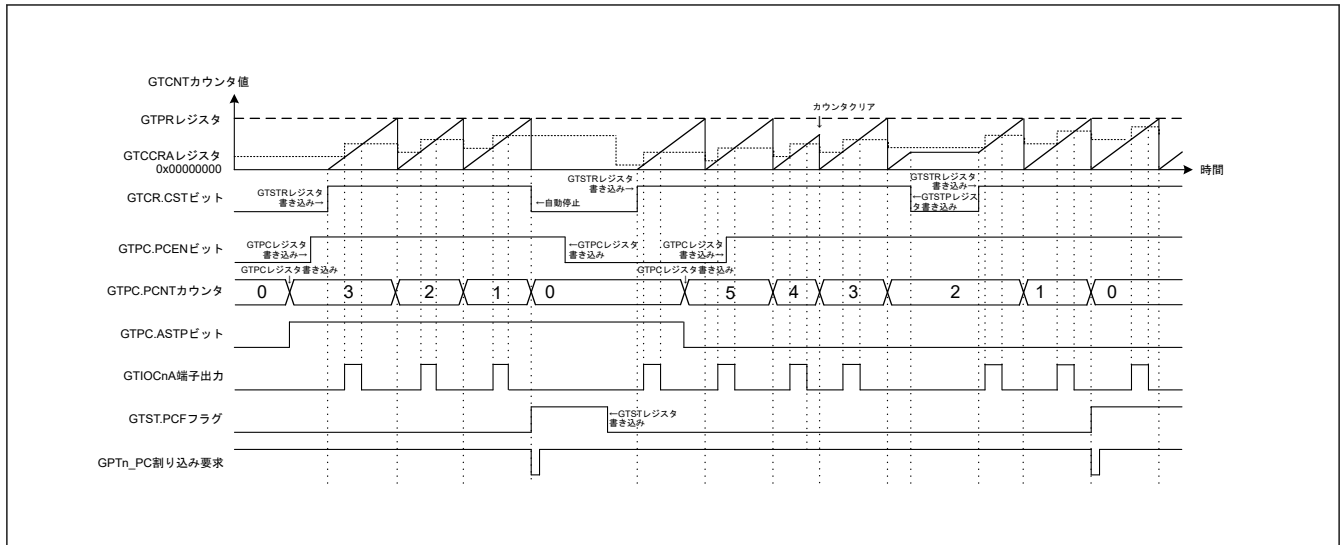 GTCNTカウンタ値
カウンタクリア
↓
GTPRレジスタ
GTCCRAレジスタ
0x00000000
時間
GTSTRレジスタ
書き込み→
GTSTRレジスタ
書き込み→
GTSTRレジスタ
書き込み→
GTCR.CSTビット
←自動停止
←GTSTPレジス
タ書き込み
GTPC.PCENビット
GTPCレジスタ
書き込み→
←GTPCレジスタ
書き込み
GTPCレジスタ
書き込み→
GTPCレジスタ書き込み
GTPCレジスタ書き込み
GTPC.PCNTカウンタ
0 3 2 1 0 5 4 3 2 1 0
GTPC.ASTPビット
GTIOCnA端子出力
GTST.PCFフラグ
←GTSTレジスタ
書き込み
GPTn_PC割り込み要求